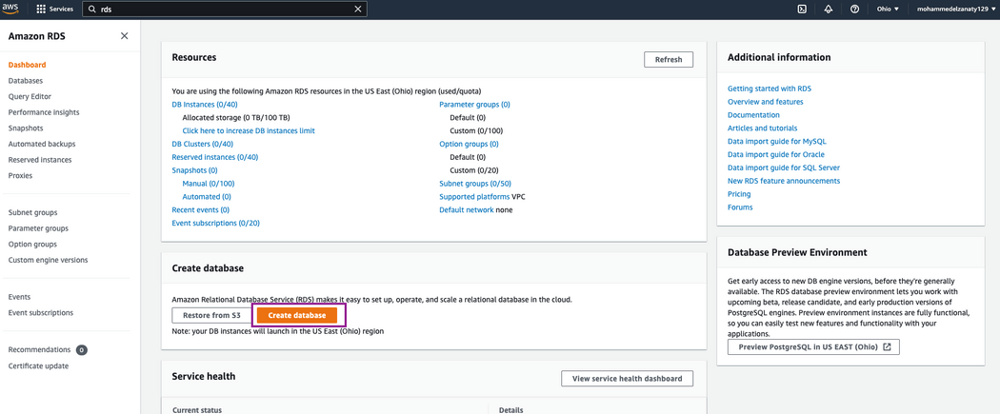 aws
Services
rds
Ohio
mohammedelzanaty129
Amazon RDS
Dashboard
Databases
Query Editor
Performance insights
Snapshots
Automated backups
Reserved instances
Proxies
Subnet groups
Parameter groups
Option groups
Custom engine versions
Events
Event subscriptions
Recommendations 0
Certificate update
Resources
Refresh
You are using the following Amazon RDS resources in the US East (Ohio) region (used/quota)
DB Instances (0/40)
Allocated storage (0 TB/100 TB)
Click here to increase DB instances limit
DB Clusters (0/40)
Reserved instances (0/40)
Snapshots (0)
Manual (0/100)
Automated (0)
Recent events (0)
Event subscriptions (0/20)
Parameter groups (0)
Default (0)
Custom (0/100)
Option groups (0)
Default (0)
Custom (0/20)
Subnet groups (0/50)
Supported platforms VPC
Default network none
Create database
Amazon Relational Database Service (RDS) makes it easy to set up, operate, and scale a relational database in the cloud.
Restore from S3
Create database
Note: your DB instances will launch in the US East (Ohio) region
Service health
View service health dashboard
Current status
Details
Additional information
Getting started with RDS
Overview and features
Documentation
Articles and tutorials
Data import guide for MySQL
Data import guide for Oracle
Data import guide for SQL Server
New RDS feature announcements
Pricing
Forums
Database Preview Environment
Get early access to new DB engine versions, before they're generally
available. The RDS database preview environment lets you work with
upcoming beta, release candidate, and early production versions of
PostgreSQL engines. Preview environment instances are fully functional,
so you can easily test new features and functionality with your
applications.
Preview PostgreSQL in US EAST (Ohio)